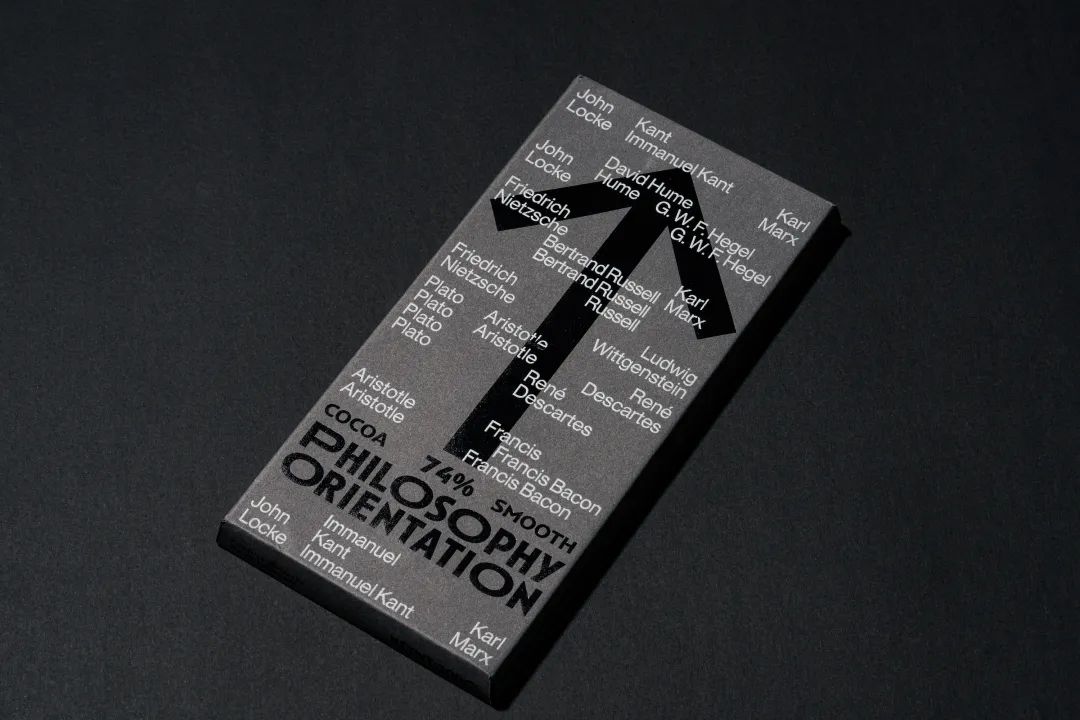 John
Locke
Kant
Immanuel Kant
John
Locke
David Hume
Hume
Karl
Marx
Friedrich
Nietzsche
G. W. F. Hegel
G. W. F. Hegel
Bertrand Russell
Bertrand Russell
Russell
Friedrich
Nietzsche
Karl
Marx
Plato
Plato
Plato
Plato
Aristotle
Aristotle
Ludwig
Wittgenstein
René
Descartes
René
Descartes
Aristotle
Aristotle
Francis
Francis Bacon
Francis Bacon
COCOA
74%
SMOOTH
PHILOSOPHY
ORIENTATION
John
Locke
Immanuel
Kant
Immanuel Kant
Karl
Marx